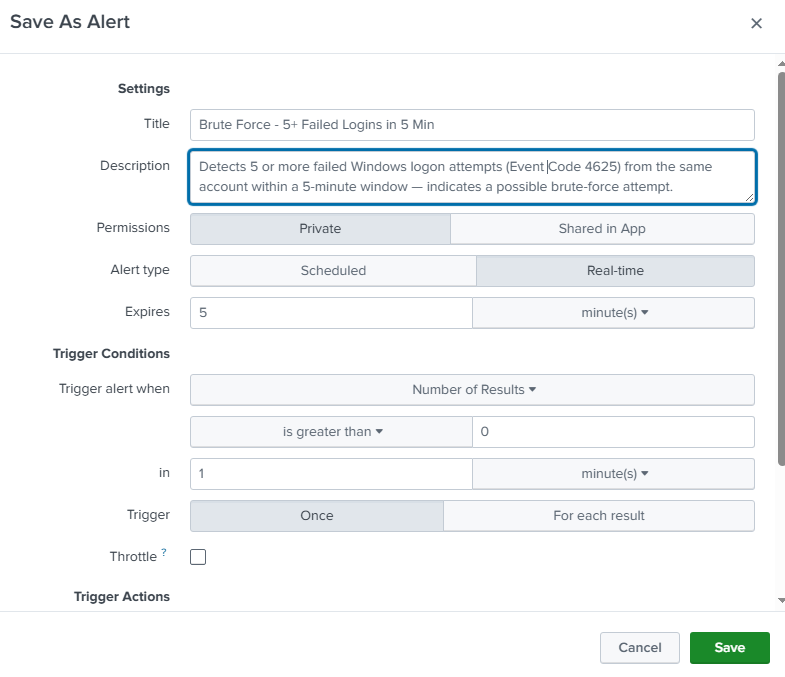 Save As Alert ×
Settings
Title Brute Force - 5+ Failed Logins in 5 Min
Description Detects 5 or more failed Windows logon attempts (Event Code 4625) from the same
account within a 5-minute window — indicates a possible brute-force attempt.
Permissions Private Shared in App
Alert type Scheduled Real-time
Expires 5 minute(s)
Trigger Conditions
Trigger alert when Number of Results
is greater than 0
in 1 minute(s)
Trigger Once For each result
Throttle ?
Trigger Actions
Cancel Save